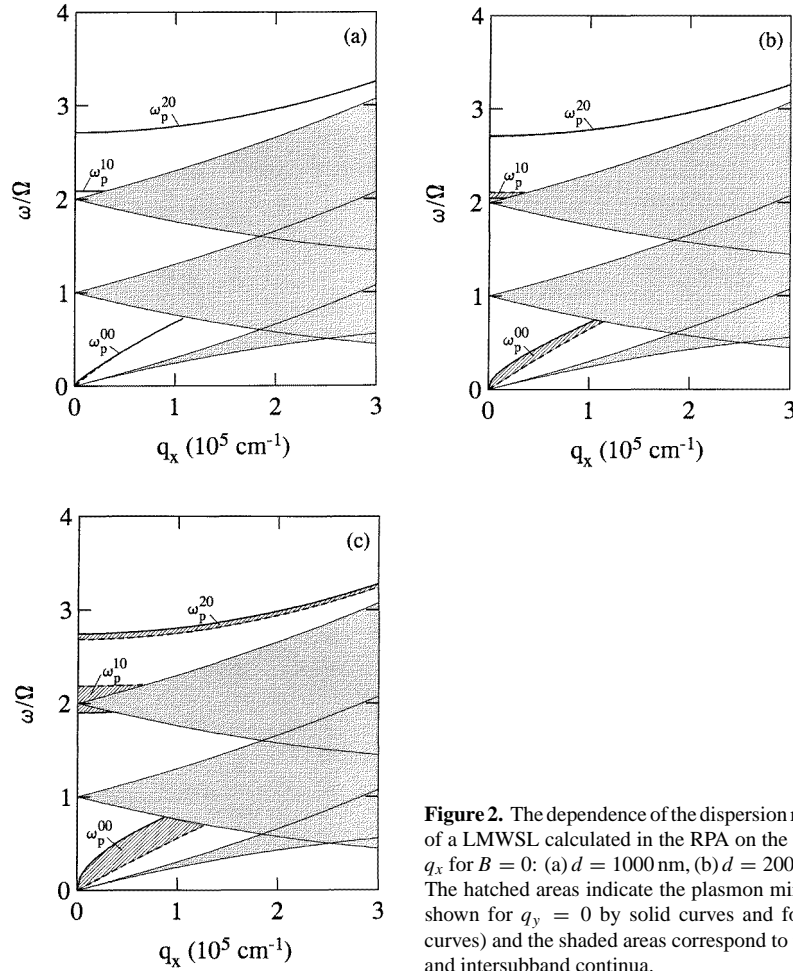 (a)
4
3
2
1
0
ω/Ω
ω_p^20
ω_p^10
ω_p^00
0
1
2
3
q_x (10^5 cm^-1)
(b)
4
3
2
1
0
ω/Ω
ω_p^20
ω_p^10
ω_p^00
0
1
2
3
q_x (10^5 cm^-1)
(c)
4
3
2
1
0
ω/Ω
ω_p^20
ω_p^10
ω_p^00
0
1
2
3
q_x (10^5 cm^-1)
Figure 2. The dependence of the dispersion
of a LMWSL calculated in the RPA on the
q_x for B = 0: (a) d = 1000 nm, (b) d = 200
The hatched areas indicate the plasmon
shown for q_y = 0 by solid curves and
curves) and the shaded areas correspond to
and intersubband continua.